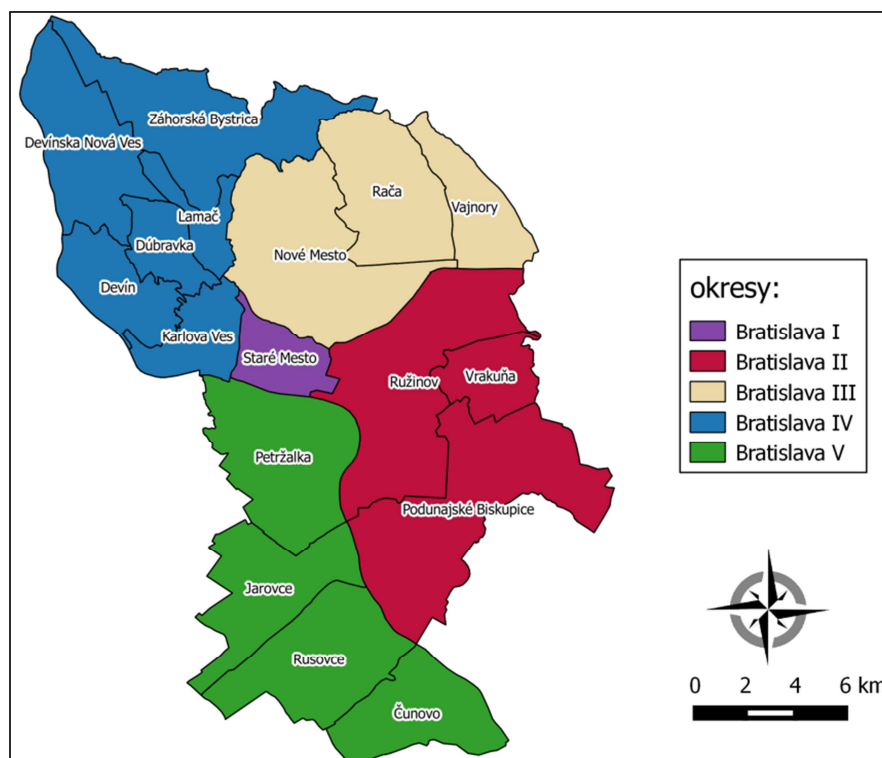 Záhorská Bystrica
Devínska Nová Ves
Rača
Vajnory
Lamač
Dúbravka
Nové Mesto
Devín
Karlova Ves
Staré Mesto
Ružinov
Vrakuňa
Petržalka
Podunajské Biskupice
Jarovce
Rusovce
Čunovo
okresy:
Bratislava I
Bratislava II
Bratislava III
Bratislava IV
Bratislava V
0 2 4 6 km